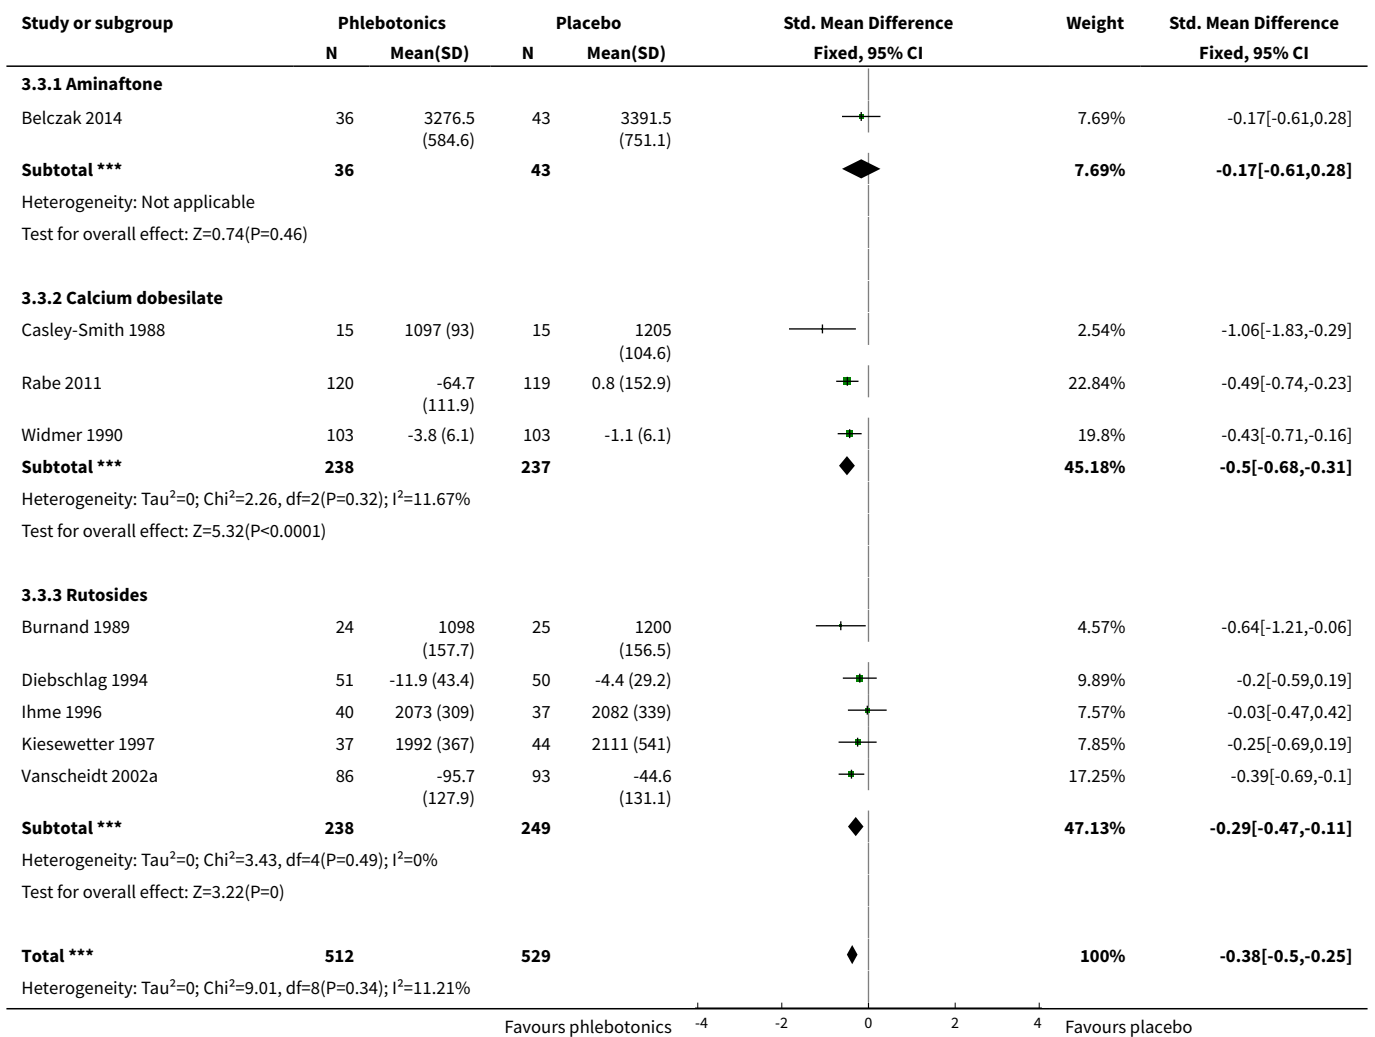 Study or subgroup Phlebotonics Placebo Std. Mean Difference Weight Std. Mean Difference
N Mean(SD) N Mean(SD) Fixed, 95% CI Fixed, 95% CI
3.3.1 Aminaftone
Belczak 2014 36 3276.5 43 3391.5 7.69% -0.17[-0.61,0.28]
(584.6) (751.1)
Subtotal *** 36 43 7.69% -0.17[-0.61,0.28]
Heterogeneity: Not applicable
Test for overall effect: Z=0.74(P=0.46)
3.3.2 Calcium dobesilate
Casley-Smith 1988 15 1097 (93) 15 1205 2.54% -1.06[-1.83,-0.29]
(104.6)
Rabe 2011 120 -64.7 119 0.8 (152.9) 22.84% -0.49[-0.74,-0.23]
(111.9)
Widmer 1990 103 -3.8 (6.1) 103 -1.1 (6.1) 19.8% -0.43[-0.71,-0.16]
Subtotal *** 238 237 45.18% -0.5[-0.68,-0.31]
Heterogeneity: Tau²=0; Chi²=2.26, df=2(P=0.32); I²=11.67%
Test for overall effect: Z=5.32(P<0.0001)
3.3.3 Rutosides
Burnand 1989 24 1098 25 1200 4.57% -0.64[-1.21,-0.06]
(157.7) (156.5)
Diebschlag 1994 51 -11.9 (43.4) 50 -4.4 (29.2) 9.89% -0.2[-0.59,0.19]
Ihme 1996 40 2073 (309) 37 2082 (339) 7.57% -0.03[-0.47,0.42]
Kiesewetter 1997 37 1992 (367) 44 2111 (541) 7.85% -0.25[-0.69,0.19]
Vanscheidt 2002a 86 -95.7 93 -44.6 17.25% -0.39[-0.69,-0.1]
(127.9) (131.1)
Subtotal *** 238 249 47.13% -0.29[-0.47,-0.11]
Heterogeneity: Tau²=0; Chi²=3.43, df=4(P=0.49); I²=0%
Test for overall effect: Z=3.22(P=0)
Total *** 512 529 100% -0.38[-0.5,-0.25]
Heterogeneity: Tau²=0; Chi²=9.01, df=8(P=0.34); I²=11.21%
Favours phlebotonics -4 -2 0 2 4 Favours placebo